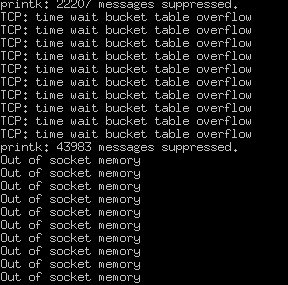 printk: 22207 messages suppressed.
TCP: time wait bucket table overflow
TCP: time wait bucket table overflow
TCP: time wait bucket table overflow
TCP: time wait bucket table overflow
TCP: time wait bucket table overflow
TCP: time wait bucket table overflow
TCP: time wait bucket table overflow
TCP: time wait bucket table overflow
TCP: time wait bucket table overflow
TCP: time wait bucket table overflow
printk: 43983 messages suppressed.
Out of socket memory
Out of socket memory
Out of socket memory
Out of socket memory
Out of socket memory
Out of socket memory
Out of socket memory
Out of socket memory
Out of socket memory
Out of socket memory